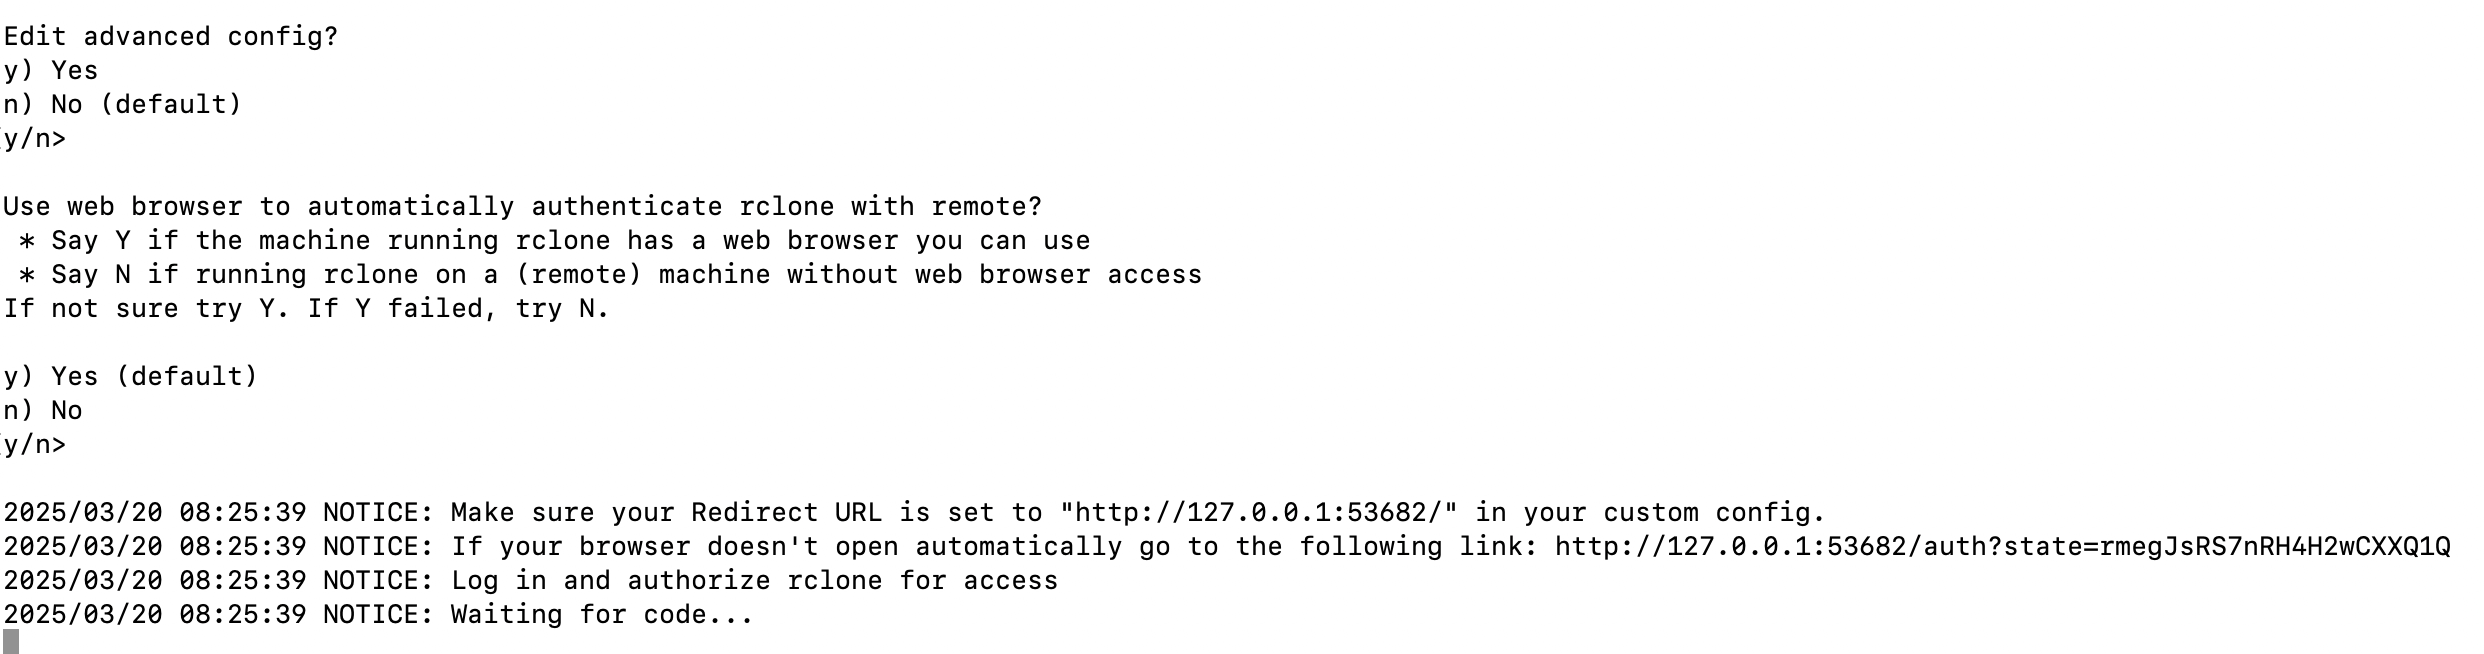 Edit advanced config?
y) Yes
n) No (default)
y/n>
Use web browser to automatically authenticate rclone with remote?
 * Say Y if the machine running rclone has a web browser you can use
 * Say N if running rclone on a (remote) machine without web browser access
If not sure try Y. If Y failed, try N.
y) Yes (default)
n) No
y/n>
2025/03/20 08:25:39 NOTICE: Make sure your Redirect URL is set to "http://127.0.0.1:53682/" in your custom config.
2025/03/20 08:25:39 NOTICE: If your browser doesn't open automatically go to the following link: http://127.0.0.1:53682/auth?state=rmegJsRS7nRH4H2wCXXQ1Q
2025/03/20 08:25:39 NOTICE: Log in and authorize rclone for access
2025/03/20 08:25:39 NOTICE: Waiting for code...